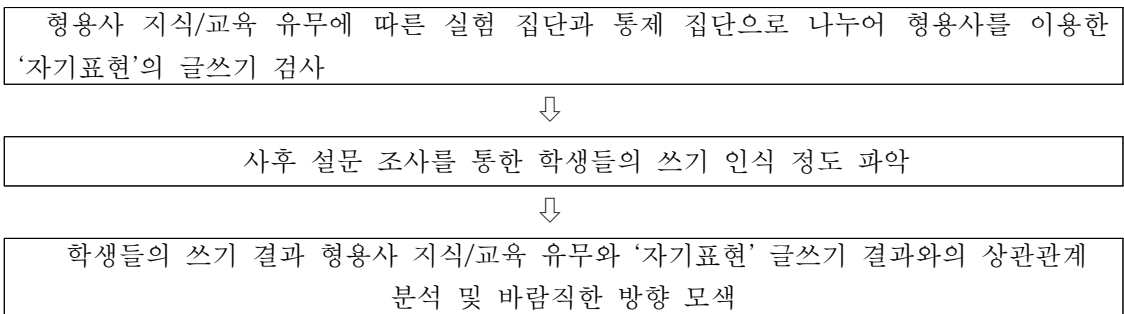 형용사 지식/교육 유무에 따른 실험 집단과 통제 집단으로 나누어 형용사를 이용한
‘자기표현’의 글쓰기 검사
⇩
사후 설문 조사를 통한 학생들의 쓰기 인식 정도 파악
⇩
학생들의 쓰기 결과 형용사 지식/교육 유무와 ‘자기표현’ 글쓰기 결과와의 상관관계
분석 및 바람직한 방향 모색